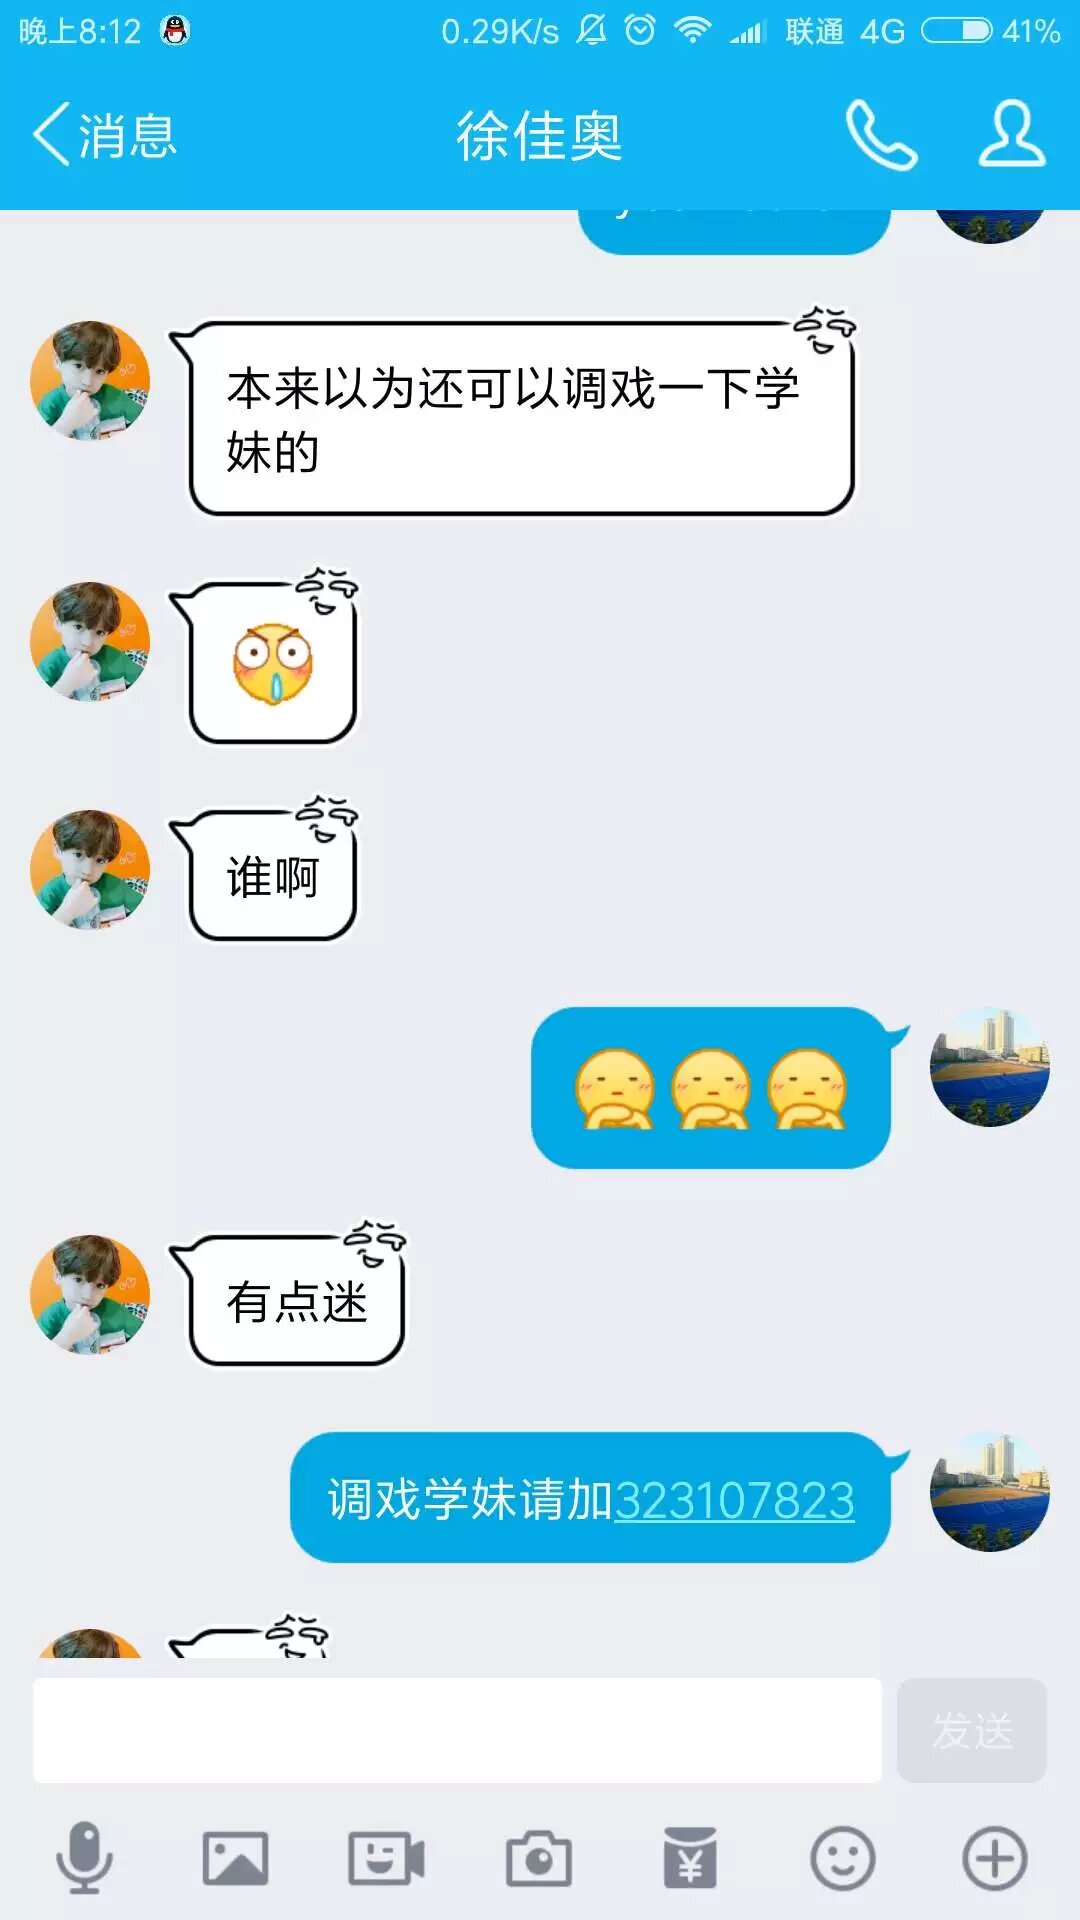 晚上8:12
0.29K/s
联通 4G 41%
消息
徐佳奥
本来以为还可以调戏一下学
妹的
谁啊
有点迷
调戏学妹请加323107823
发送